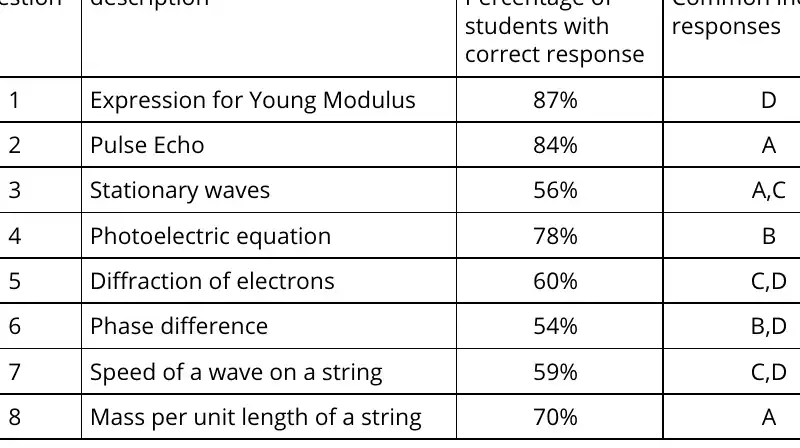 description
students with
correct response
responses
1 Expression for Young Modulus 87% D
2 Pulse Echo 84% A
3 Stationary waves 56% A,C
4 Photoelectric equation 78% B
5 Diffraction of electrons 60% C,D
6 Phase difference 54% B,D
7 Speed of a wave on a string 59% C,D
8 Mass per unit length of a string 70% A